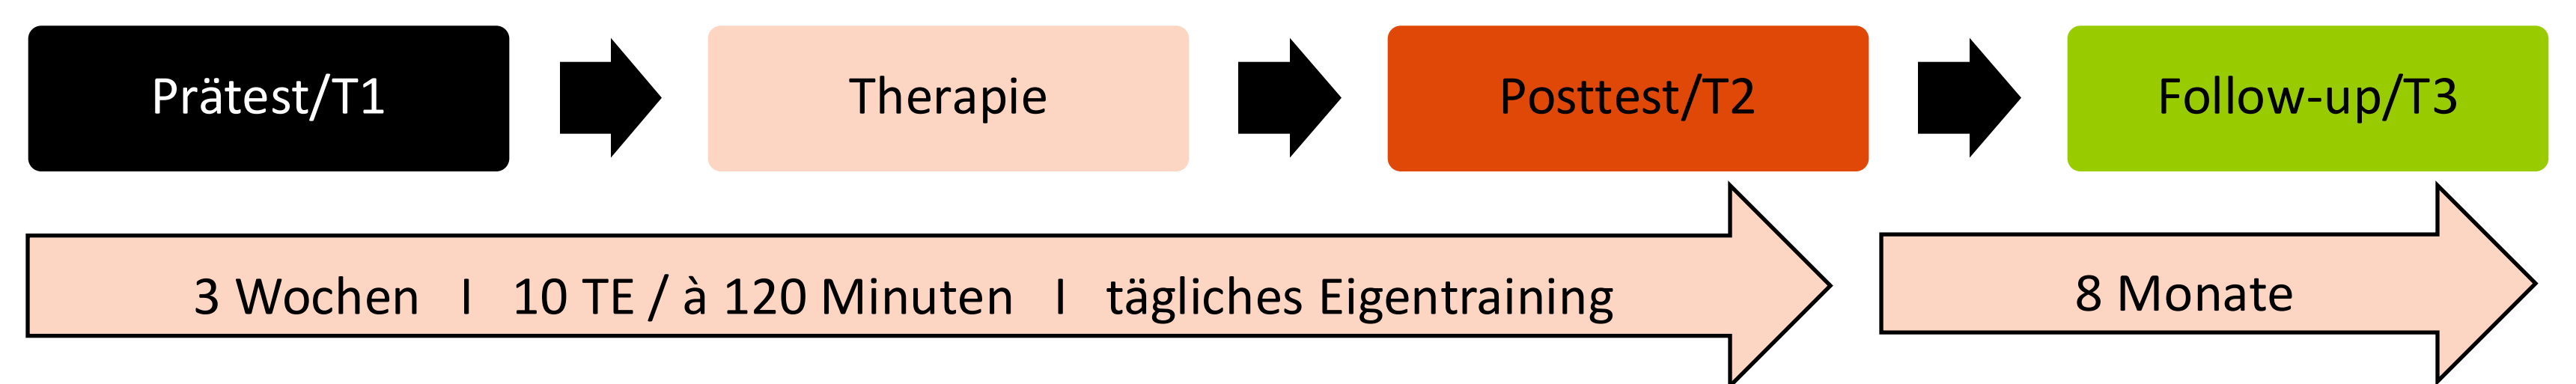 Prätest/T1
Therapie
Posttest/T2
Follow-up/T3
3 Wochen I 10 TE / à 120 Minuten I tägliches Eigentraining
8 Monate